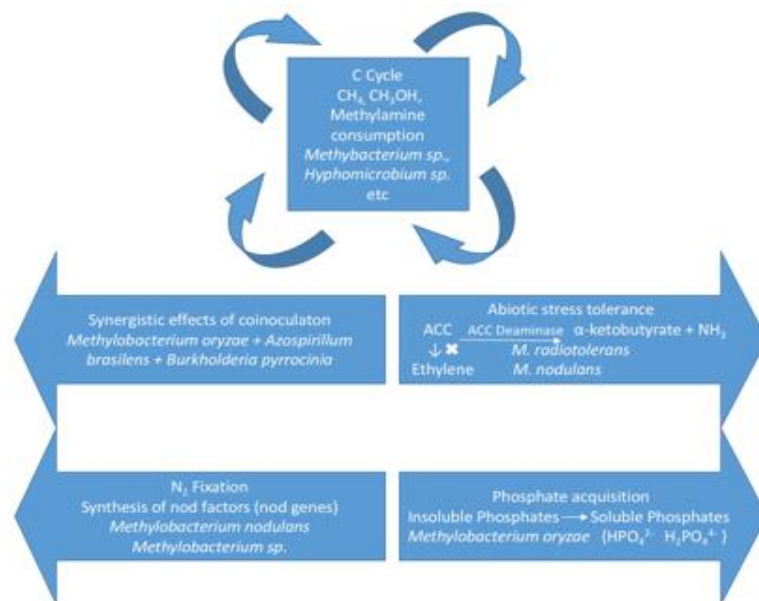 C Cycle
CH₄, CH₃OH,
Methylamine
consumption
Methybacterium sp.,
Hyphomicrobium sp.
etc
Synergistic effects of coinoculaton
Methylobacterium oryzae + Azospirillum
brasilens + Burkholderia pyrrocinia
Abiotic stress tolerance
ACC ACC Deaminase α-ketobutyrate + NH₃
↓ ✖ M. radiotolerans
Ethylene M. nodulans
N₂ Fixation
Synthesis of nod factors (nod genes)
Methylobacterium nodulans
Methylobacterium sp.
Phosphate acquisition
Insoluble Phosphates → Soluble Phosphates
Methylobacterium oryzae (HPO₄²⁻ H₂PO₄⁴⁻ )